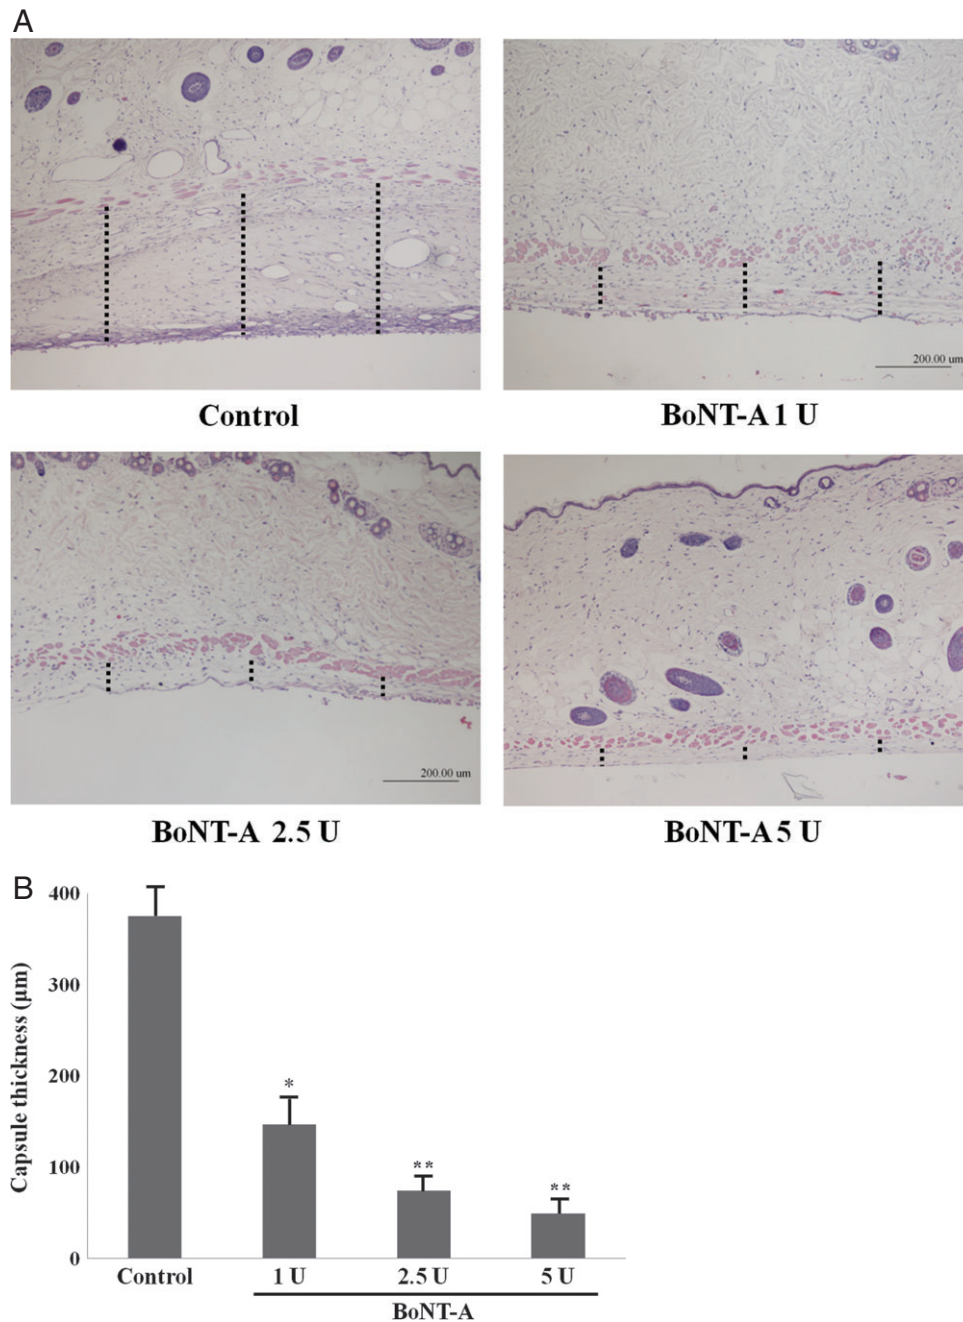 A
200.00 um
Control
BoNT-A 1 U
200.00 um
BoNT-A 2.5 U
BoNT-A 5 U
B
Capsule thickness (μm)
400
300
200
100
0
*
**
**
Control
1 U
2.5 U
5 U
BoNT-A